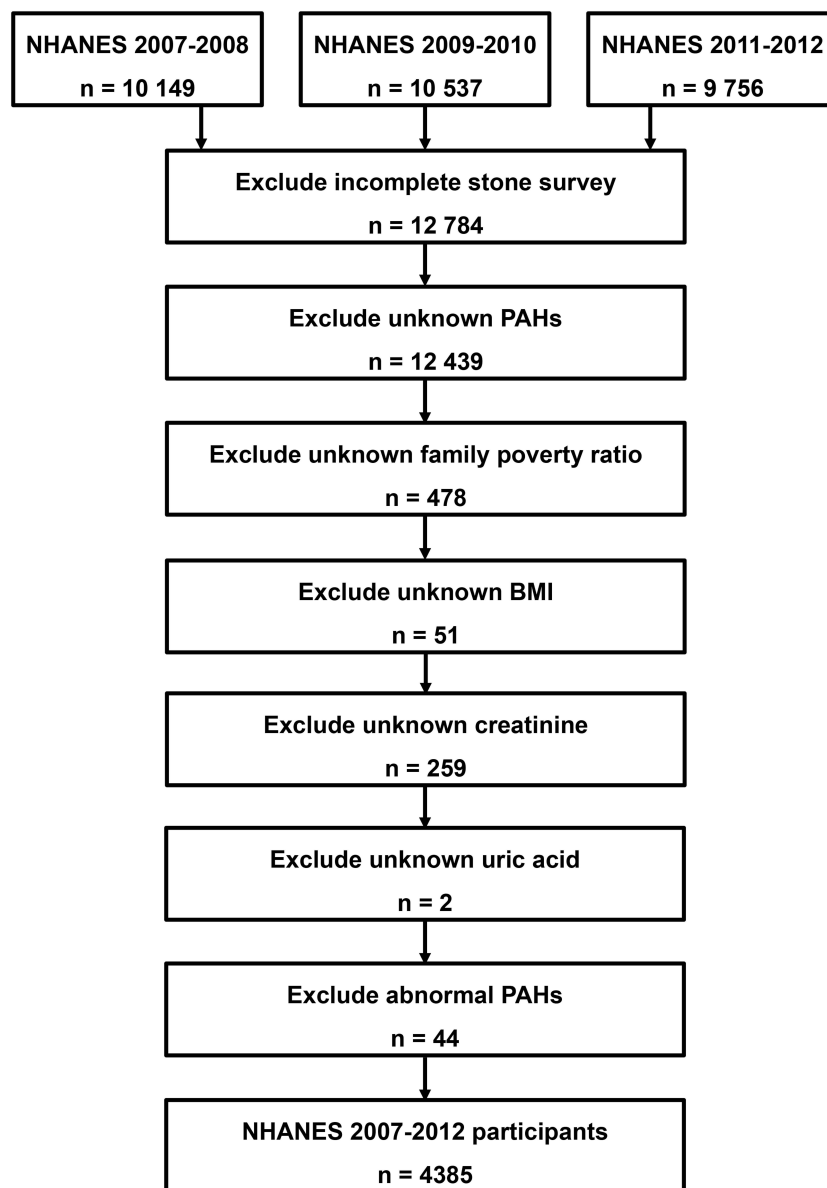 NHANES 2007-2008
n = 10 149
NHANES 2009-2010
n = 10 537
NHANES 2011-2012
n = 9 756
Exclude incomplete stone survey
n = 12 784
Exclude unknown PAHs
n = 12 439
Exclude unknown family poverty ratio
n = 478
Exclude unknown BMI
n = 51
Exclude unknown creatinine
n = 259
Exclude unknown uric acid
n = 2
Exclude abnormal PAHs
n = 44
NHANES 2007-2012 participants
n = 4385